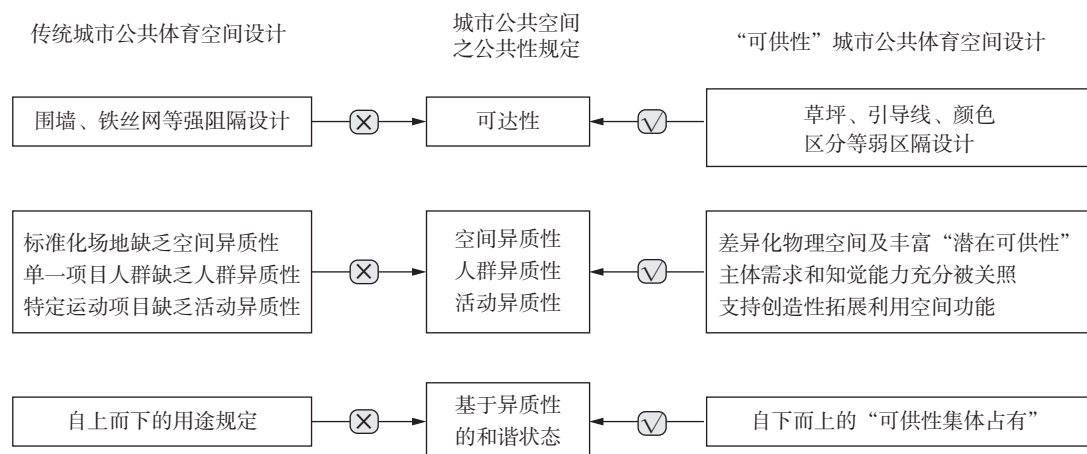 传统城市公共体育空间设计
城市公共空间
之公共性规定
“可供性”城市公共体育空间设计
围墙、铁丝网等强阻隔设计
可达性
草坪、引导线、颜色
区分等弱区隔设计
标准化场地缺乏空间异质性
单一项目人群缺乏人群异质性
特定运动项目缺乏活动异质性
空间异质性
人群异质性
活动异质性
差异化物理空间及丰富“潜在可供性”
主体需求和知觉能力充分被关照
支持创造性拓展利用空间功能
自上而下的用途规定
基于异质性
的和谐状态
自下而上的“可供性集体占有”